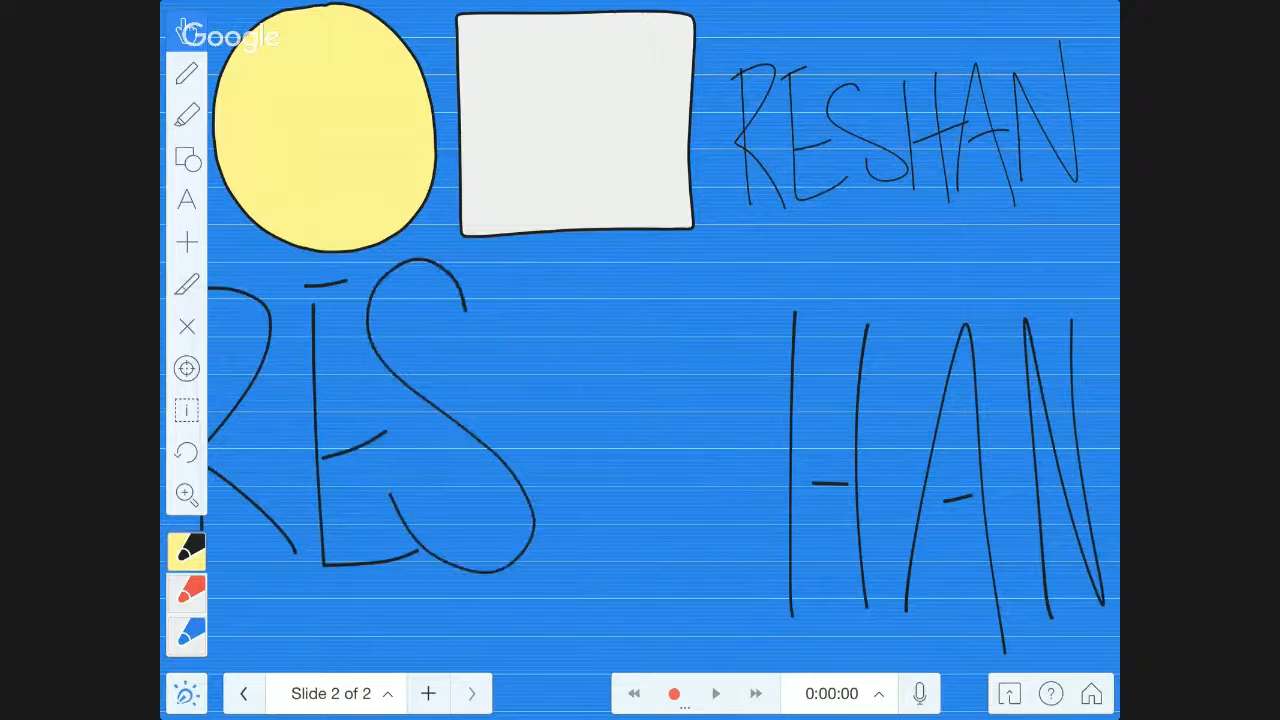 Google
RESHAN
RES HAN
A
i
Slide 2 of 2
0:00:00
?